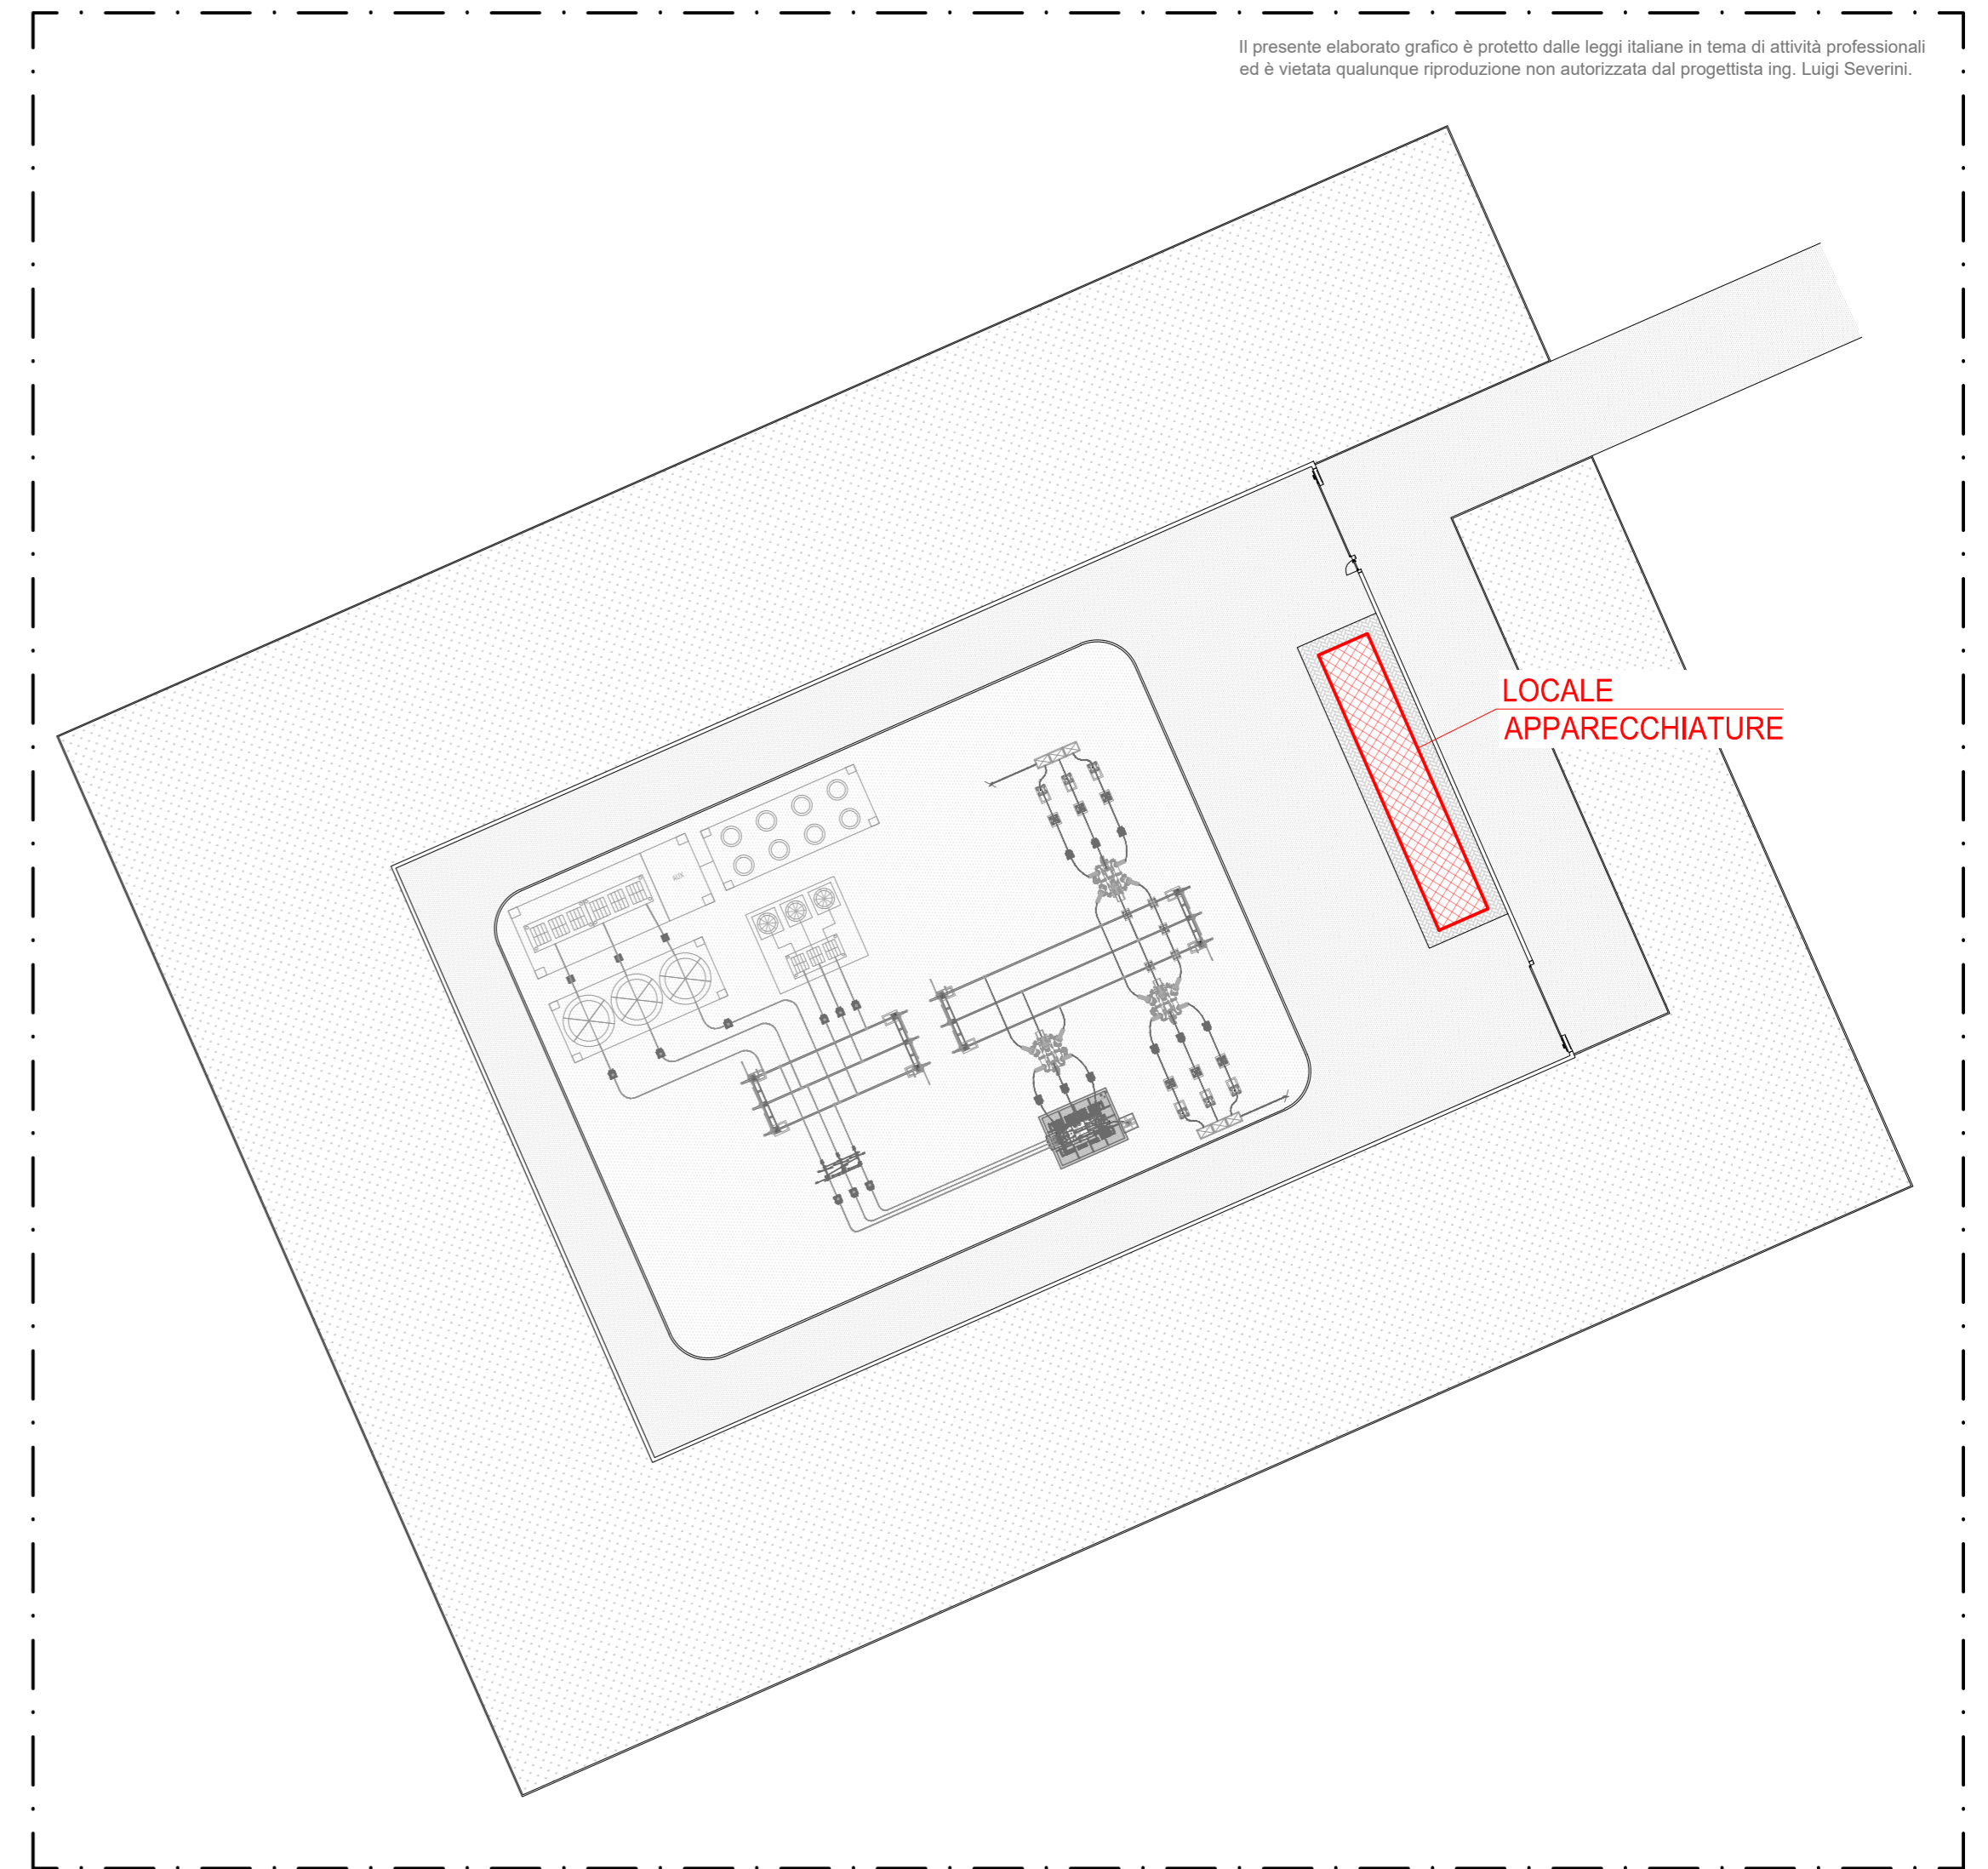 Il presente elaborato grafico è protetto dalle leggi italiane in tema di attività professionali
ed è vietata qualunque riproduzione non autorizzata dal progettista ing. Luigi Severini.
LOCALE
APPARECCHIATURE
AUX